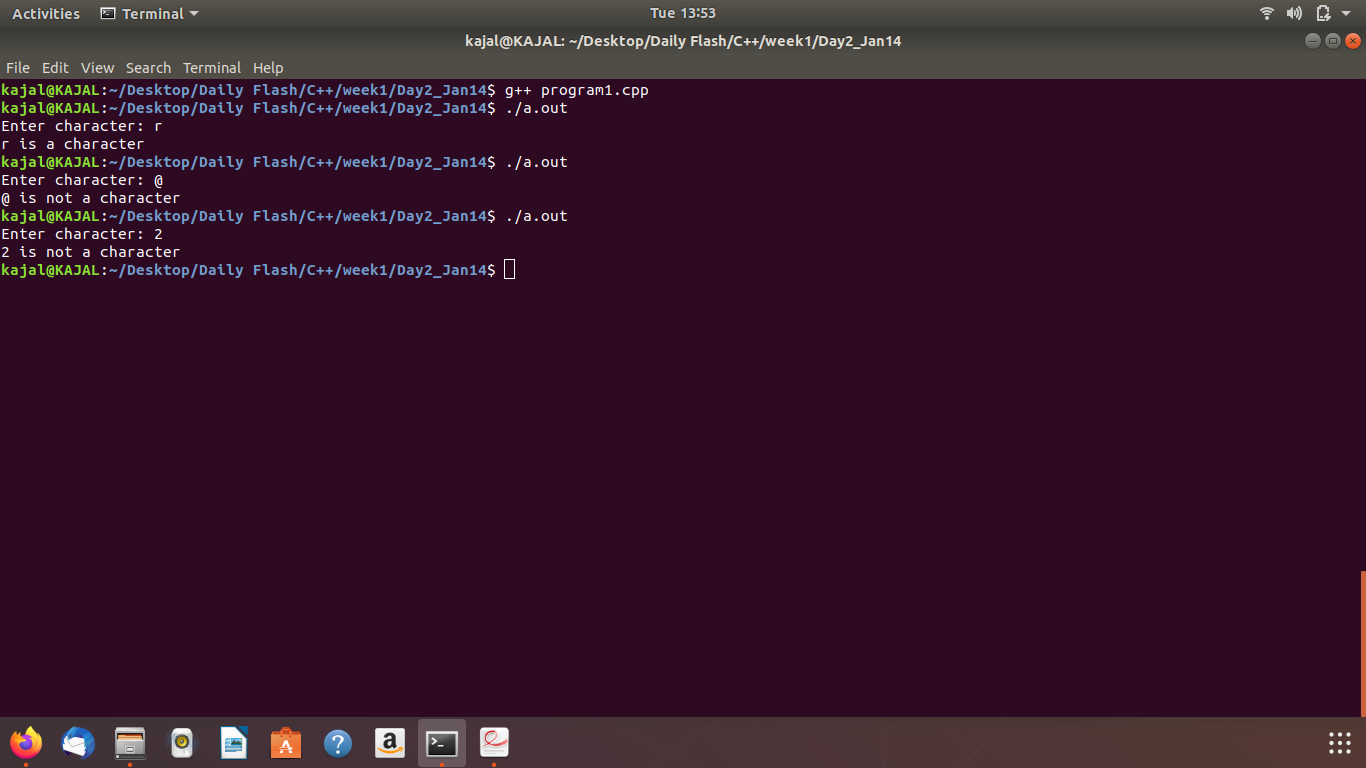 Activities Terminal Tue 13:53
kajal@KAJAL: ~/Desktop/Daily Flash/C++/week1/Day2_Jan14
File Edit View Search Terminal Help
kajal@KAJAL:~/Desktop/Daily Flash/C++/week1/Day2_Jan14$ g++ program1.cpp
kajal@KAJAL:~/Desktop/Daily Flash/C++/week1/Day2_Jan14$ ./a.out
Enter character: r
r is a character
kajal@KAJAL:~/Desktop/Daily Flash/C++/week1/Day2_Jan14$ ./a.out
Enter character: @
@ is not a character
kajal@KAJAL:~/Desktop/Daily Flash/C++/week1/Day2_Jan14$ ./a.out
Enter character: 2
2 is not a character
kajal@KAJAL:~/Desktop/Daily Flash/C++/week1/Day2_Jan14$